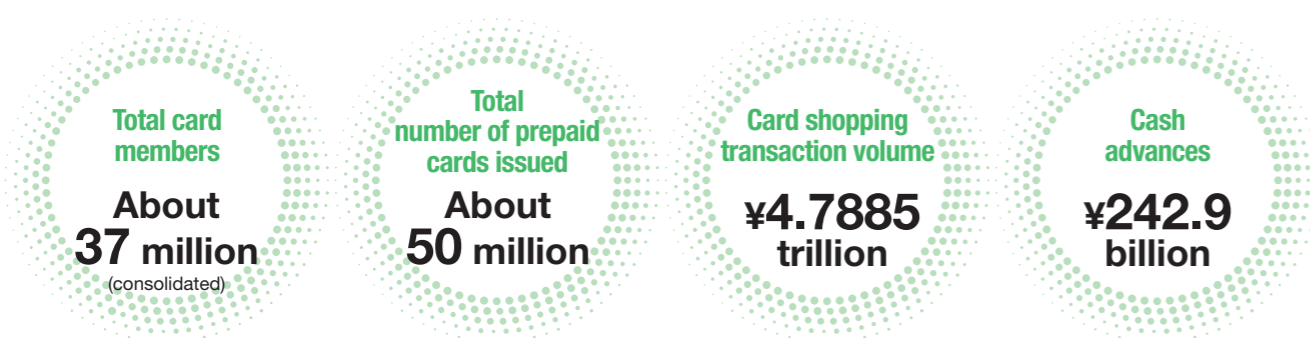 Total card
members
About
37 million
(consolidated)
Total
number of prepaid
cards issued
About
50 million
Card shopping
transaction volume
¥4.7885
trillion
Cash
advances
¥242.9
billion